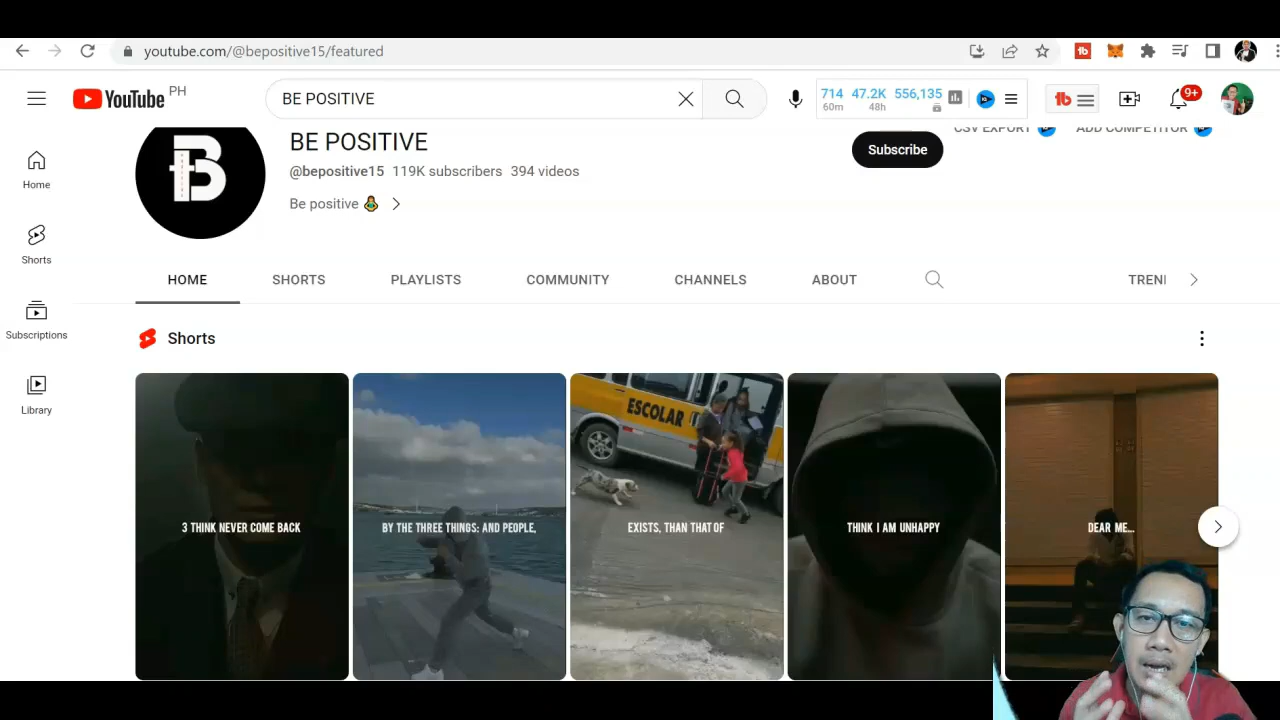 youtube.com/@bepositive15/featured
YouTube PH
BE POSITIVE
714 47.2K 556,135
60m 48h
9+
BE POSITIVE
@bepositive15 119K subscribers 394 videos
Be positive
Subscribe
CSV EXPORT ADD COMPETITOR
Home
Shorts
Subscriptions
Library
HOME SHORTS PLAYLISTS COMMUNITY CHANNELS ABOUT TREN
Shorts
3 THINK NEVER COME BACK
BY THE THREE THINGS: AND PEOPLE,
ESCOLAR
EXISTS, THAN THAT OF
THINK I AM UNHAPPY
DEAR ME...